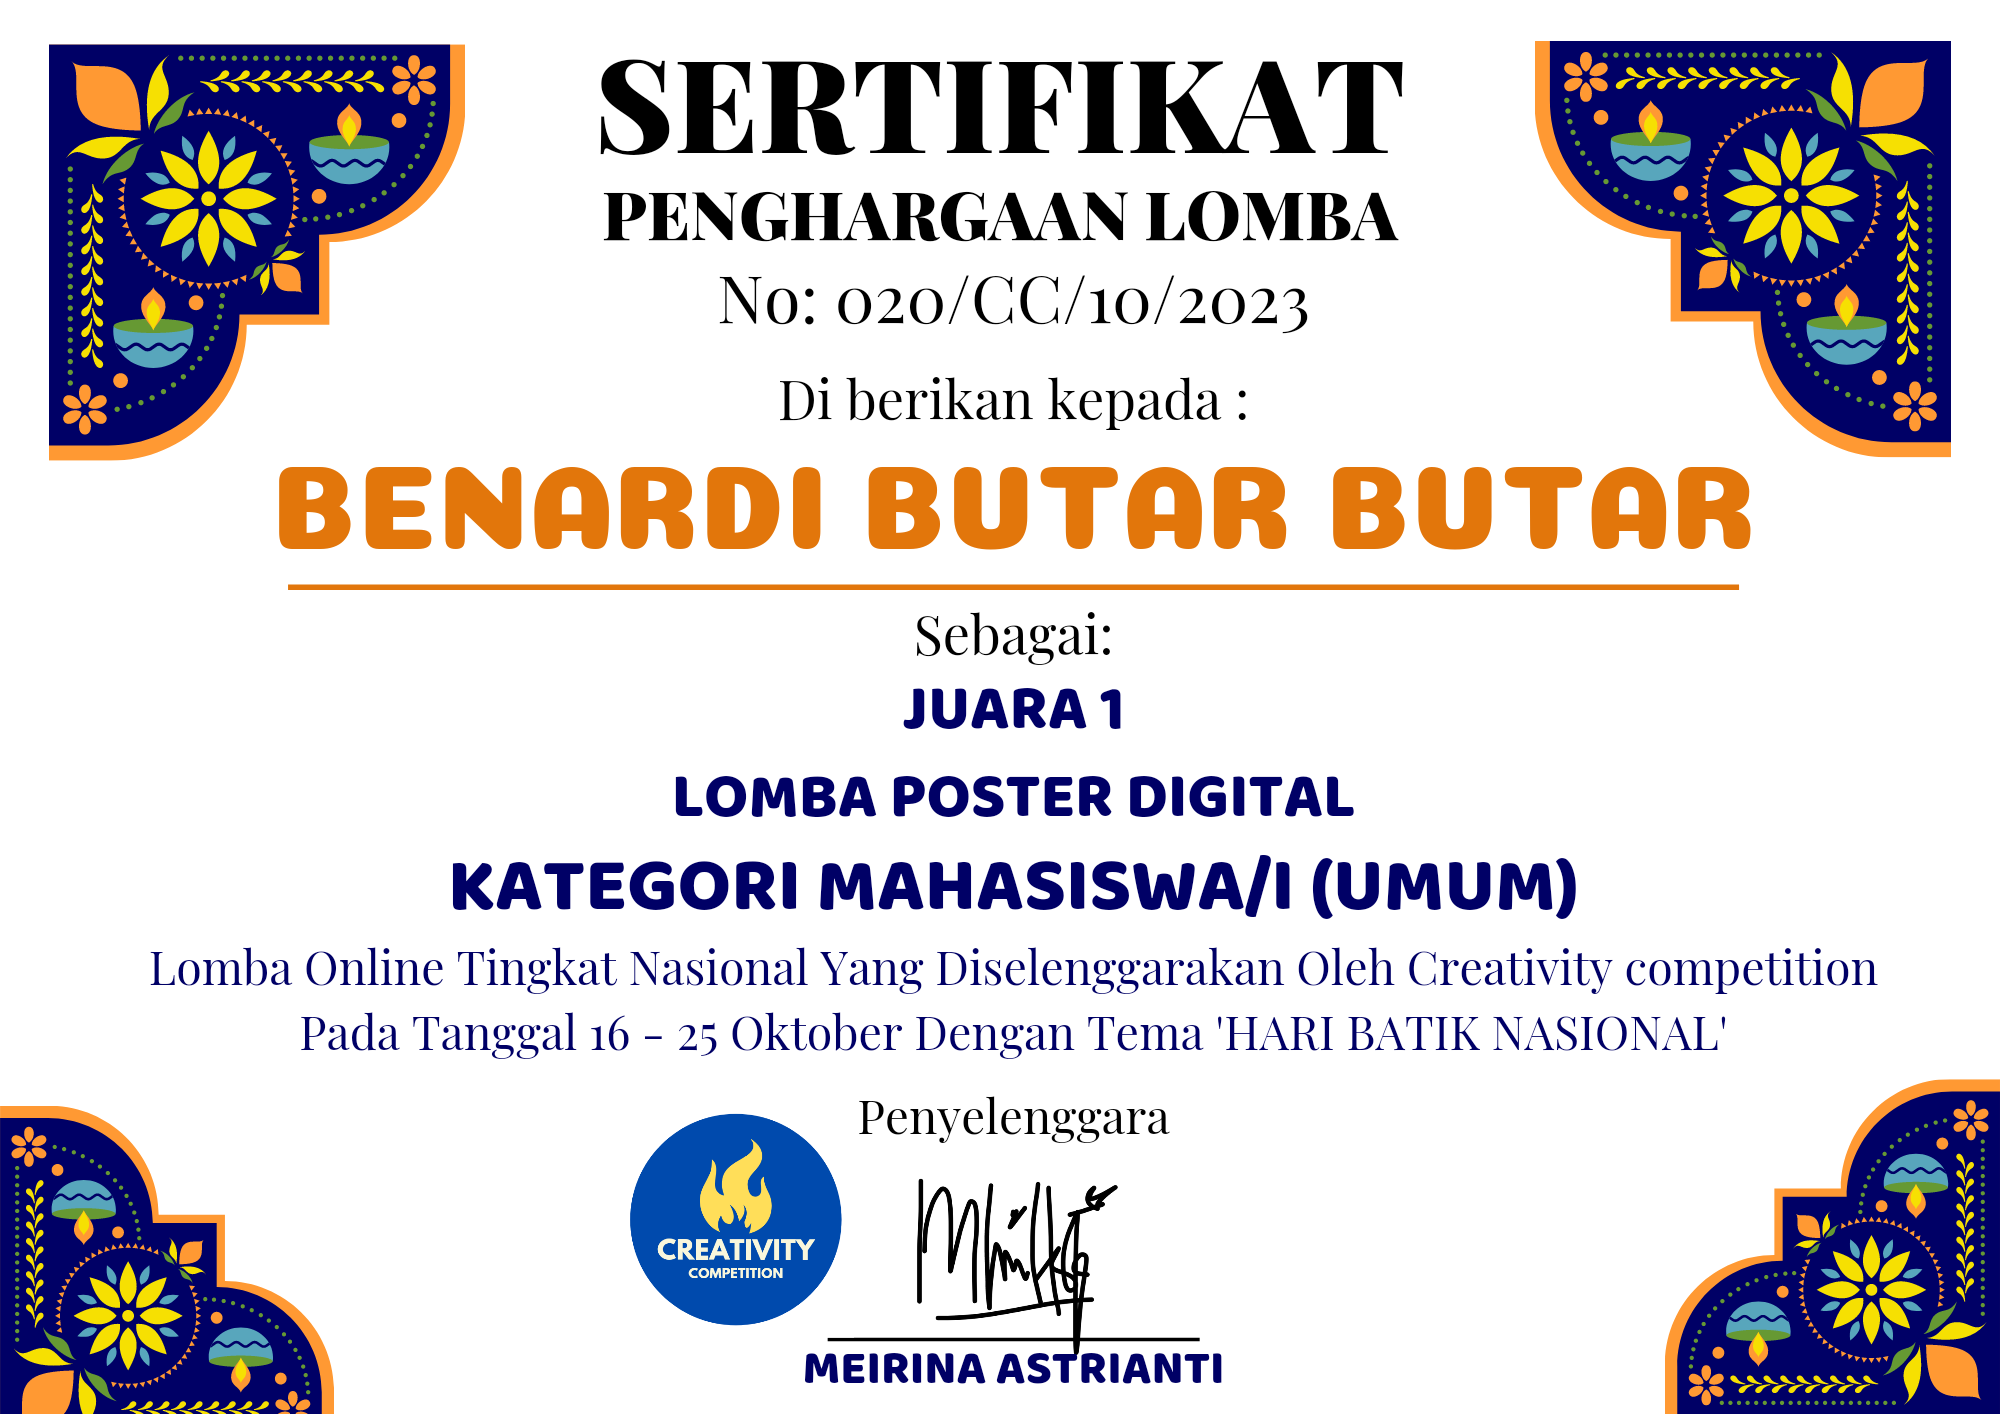 SERTIFIKAT
PENGHARGAAN LOMBA
No: 020/CC/10/2023
Di berikan kepada :
BENARDI BUTAR BUTAR
Sebagai:
JUARA 1
LOMBA POSTER DIGITAL
KATEGORI MAHASISWA/I (UMUM)
Lomba Online Tingkat Nasional Yang Diselenggarakan Oleh Creativity competition
Pada Tanggal 16 - 25 Oktober Dengan Tema 'HARI BATIK NASIONAL'
Penyelenggara
CREATIVITY
COMPETITION
MEIRINA ASTRIANTI